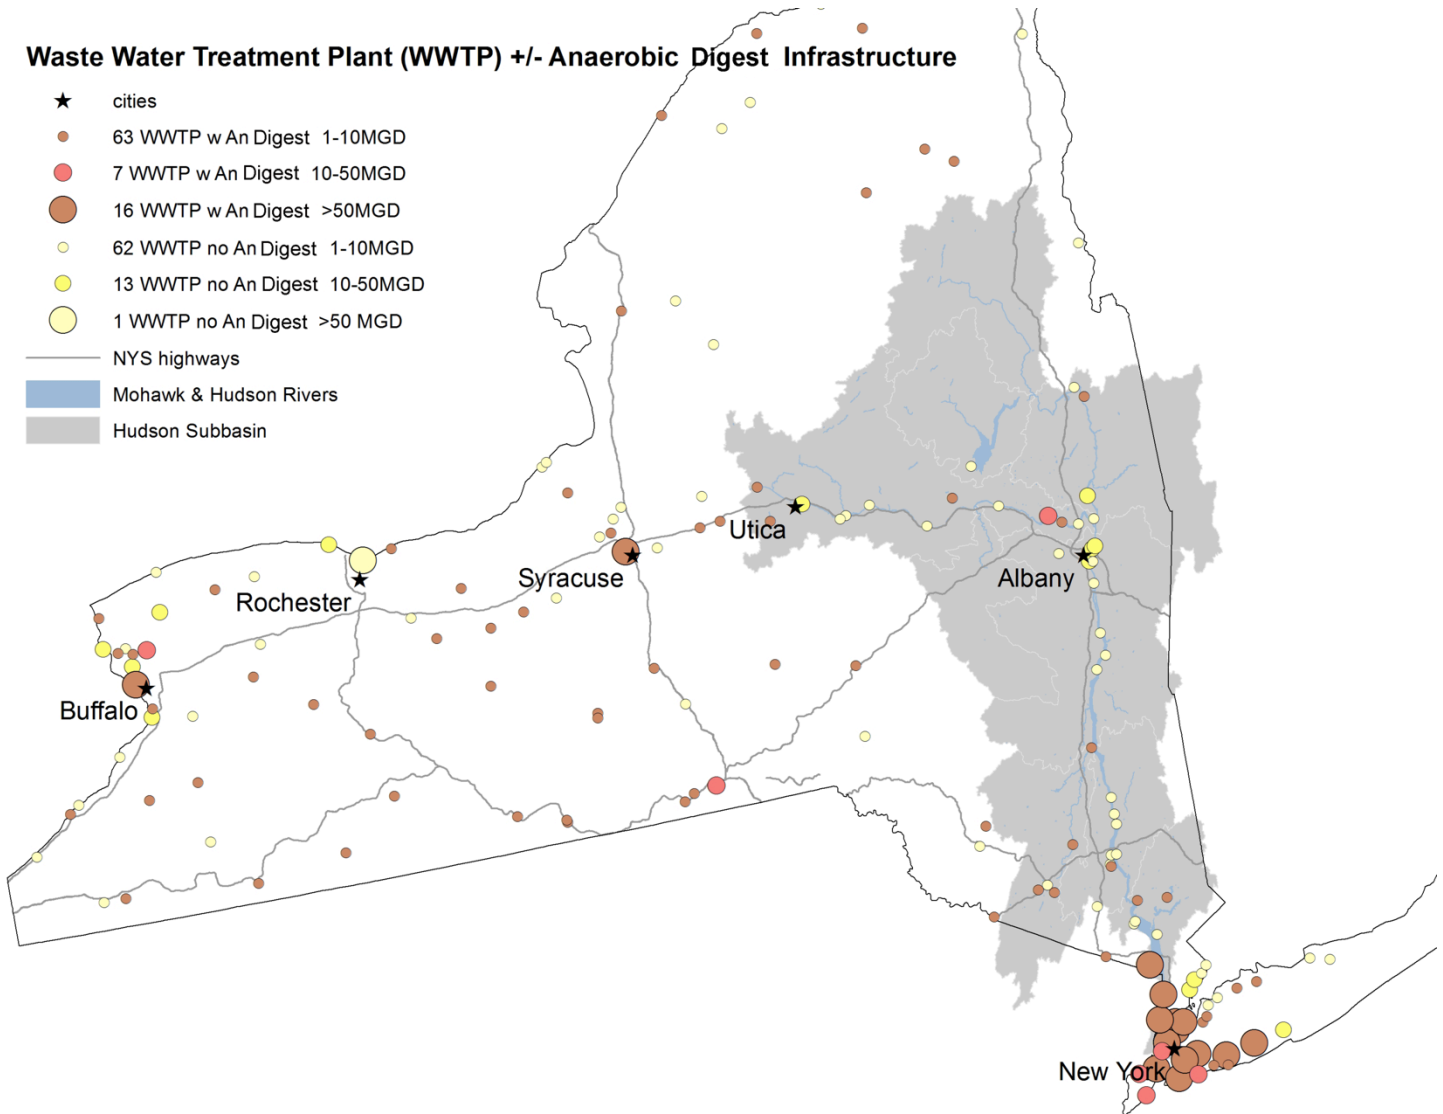 Waste Water Treatment Plant (WWTP) +/- Anaerobic Digest Infrastructure
cities
63 WWTP w An Digest 1-10MGD
7 WWTP w An Digest 10-50MGD
16 WWTP w An Digest >50MGD
62 WWTP no An Digest 1-10MGD
13 WWTP no An Digest 10-50MGD
1 WWTP no An Digest >50 MGD
NYS highways
Mohawk & Hudson Rivers
Hudson Subbasin
Utica
Syracuse
Albany
Rochester
Buffalo
New York